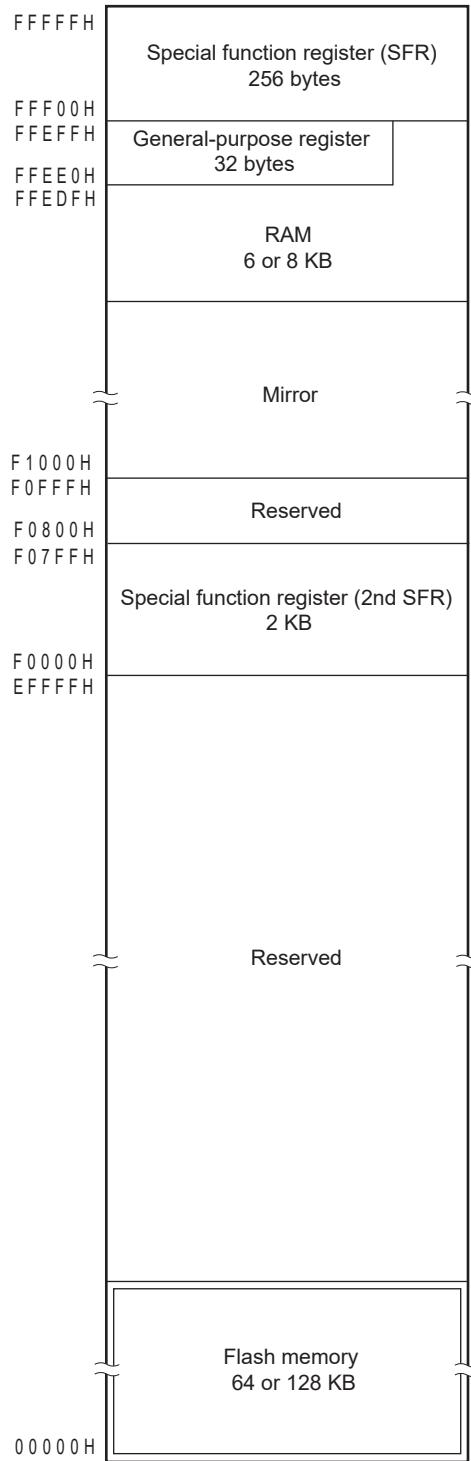 FFFFFH
Special function register (SFR)
256 bytes
FFF00H
FFEFFH
General-purpose register
32 bytes
FFEE0H
FFEDFH
RAM
6 or 8 KB
Mirror
F1000H
F0FFFH
Reserved
F0800H
F07FFH
Special function register (2nd SFR)
2 KB
F0000H
EFFFFH
Reserved
Flash memory
64 or 128 KB
00000H